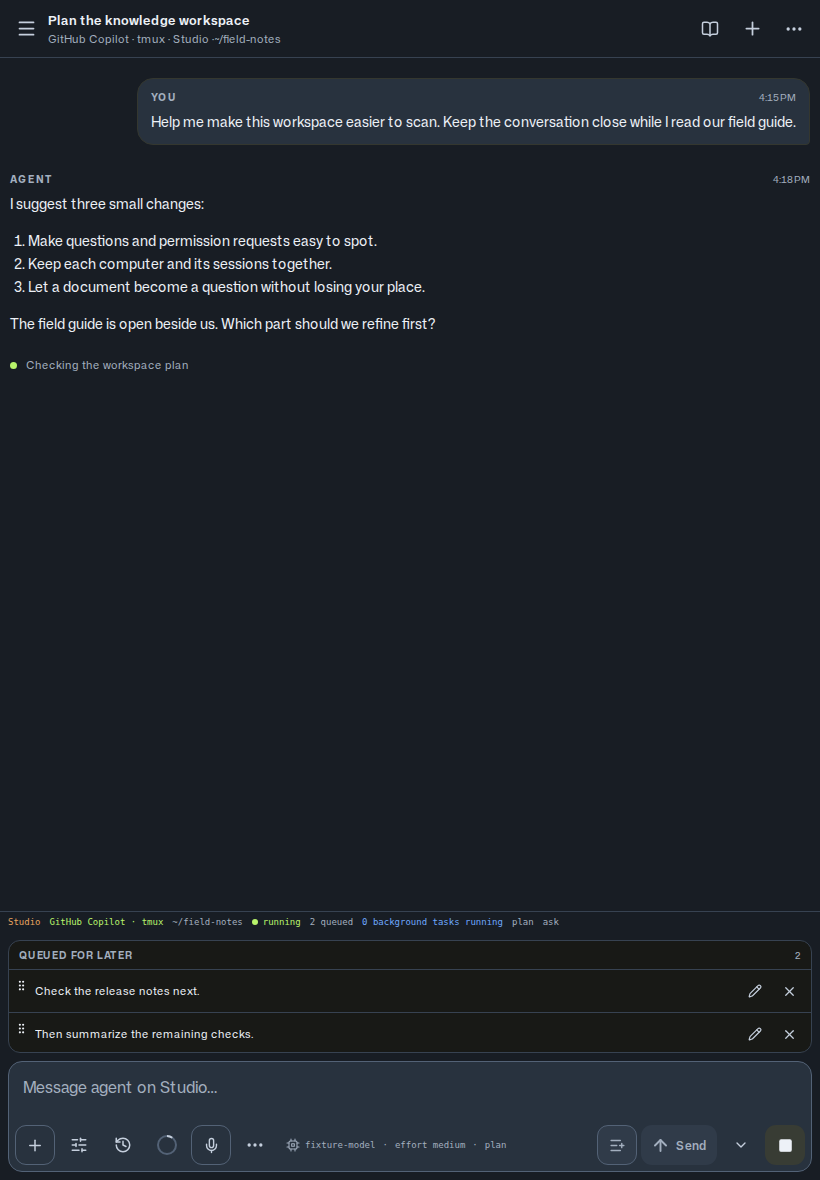 Plan the knowledge workspace
GitHub Copilot · tmux · Studio · ~/field-notes
YOU 4:15 PM
Help me make this workspace easier to scan. Keep the conversation close while I read our field guide.
AGENT 4:18 PM
I suggest three small changes:
1. Make questions and permission requests easy to spot.
2. Keep each computer and its sessions together.
3. Let a document become a question without losing your place.
The field guide is open beside us. Which part should we refine first?
Checking the workspace plan
Studio GitHub Copilot · tmux ~/field-notes running 2 queued 0 background tasks running plan ask
QUEUED FOR LATER 2
Check the release notes next.
Then summarize the remaining checks.
Message agent on Studio...
fixture-model · effort medium · plan Send